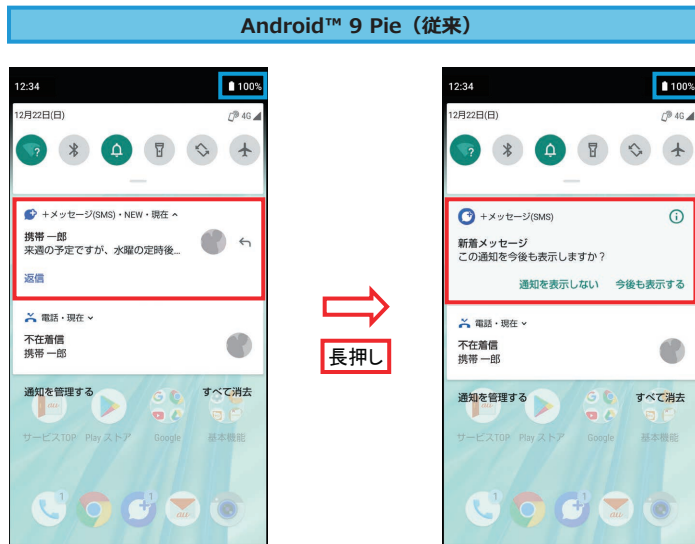 Android™ 9 Pie（従来）
12:34
100%
12月22日(日)
4G
?
+メッセージ(SMS)・NEW・現在
携帯 一郎
来週の予定ですが、水曜の定時後...
返信
電話・現在
不在着信
携帯 一郎
通知を管理する
すべて消去
au
サービスTOP
Play ストア
Google
基本機能
1
1
au
長押し
12:34
100%
12月22日(日)
4G
?
+メッセージ(SMS)
新着メッセージ
この通知を今後も表示しますか？
通知を表示しない
今後も表示する
電話・現在
不在着信
携帯 一郎
通知を管理する
すべて消去
au
サービスTOP
Play ストア
Google
基本機能
1
1
au